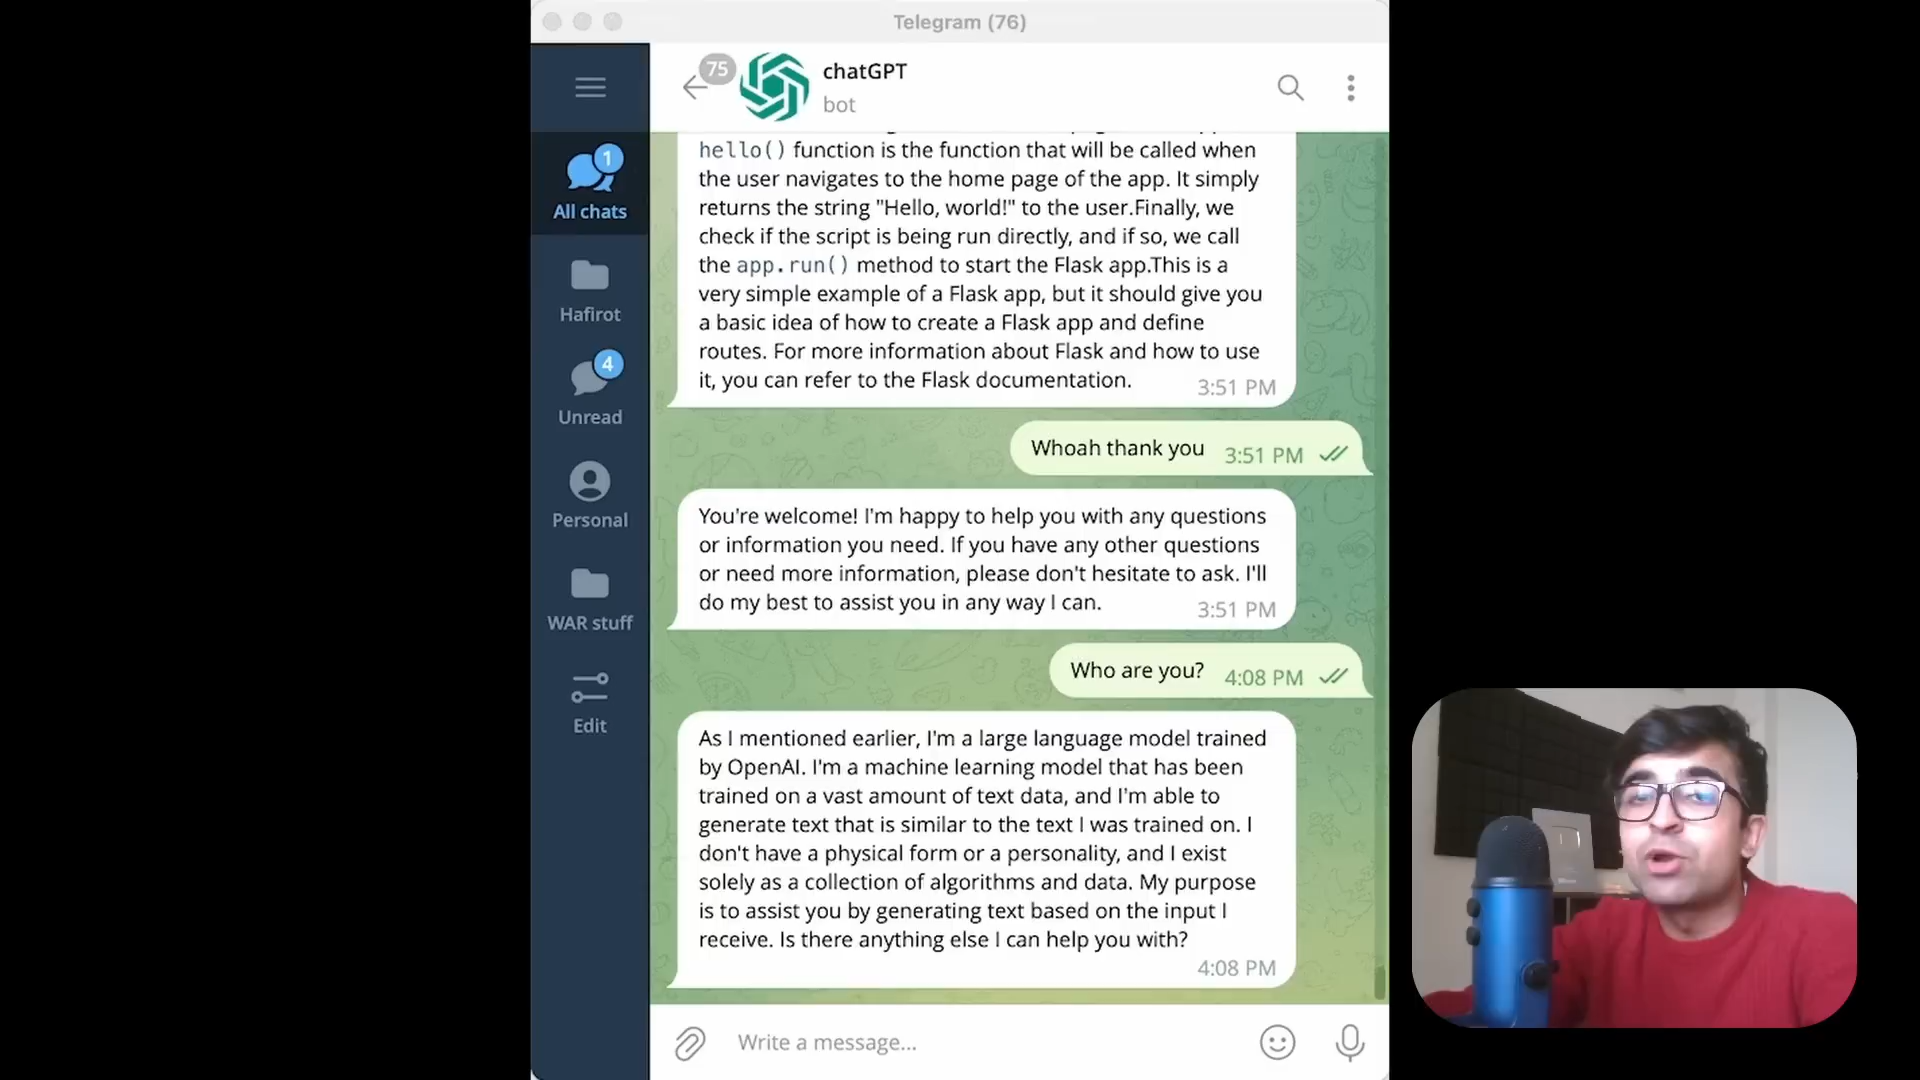 Telegram (76)
75
chatGPT
bot
1
All chats
Hafirot
4
Unread
Personal
WAR stuff
Edit
hello() function is the function that will be called when
the user navigates to the home page of the app. It simply
returns the string "Hello, world!" to the user.Finally, we
check if the script is being run directly, and if so, we call
the app.run() method to start the Flask app.This is a
very simple example of a Flask app, but it should give you
a basic idea of how to create a Flask app and define
routes. For more information about Flask and how to use
it, you can refer to the Flask documentation.
3:51 PM
Whoah thank you 3:51 PM
You're welcome! I'm happy to help you with any questions
or information you need. If you have any other questions
or need more information, please don't hesitate to ask. I'll
do my best to assist you in any way I can.
3:51 PM
Who are you? 4:08 PM
As I mentioned earlier, I'm a large language model trained
by OpenAI. I'm a machine learning model that has been
trained on a vast amount of text data, and I'm able to
generate text that is similar to the text I was trained on. I
don't have a physical form or a personality, and I exist
solely as a collection of algorithms and data. My purpose
is to assist you by generating text based on the input I
receive. Is there anything else I can help you with?
4:08 PM
Write a message...